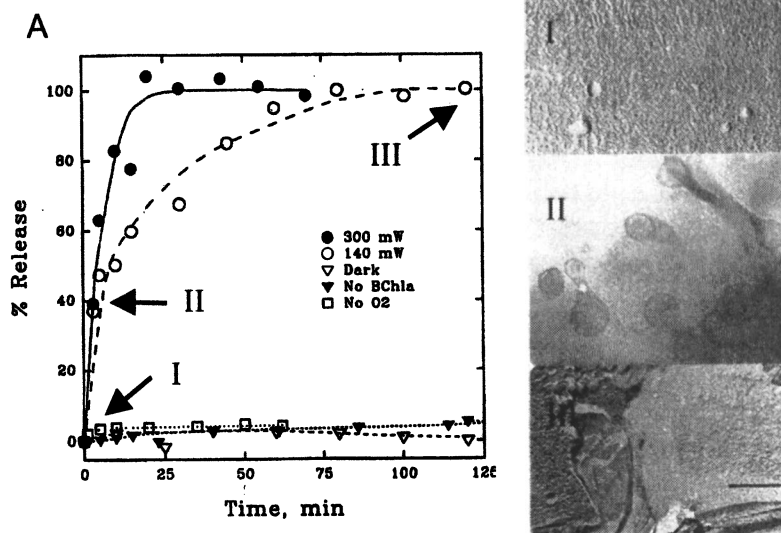 A
% Release
100
80
60
40
20
0
0
25
50
75
100
125
Time, min
300 mW
140 mW
Dark
No BChla
No O2
I
II
III
I
II